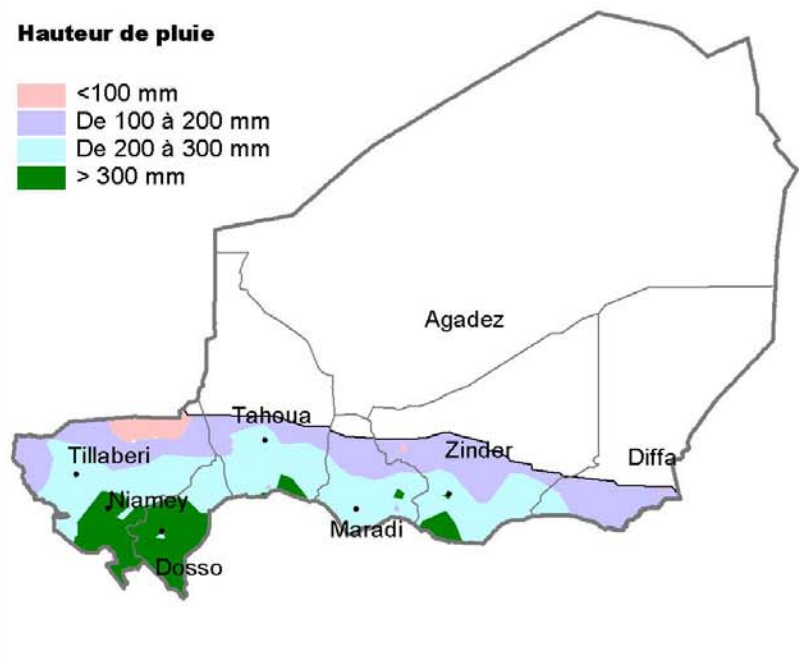 Hauteur de pluie
<100 mm
De 100 à 200 mm
De 200 à 300 mm
> 300 mm
Agadez
Tahoua
Tillaberi
Zinder
Diffa
Niamey
Maradi
Dosso